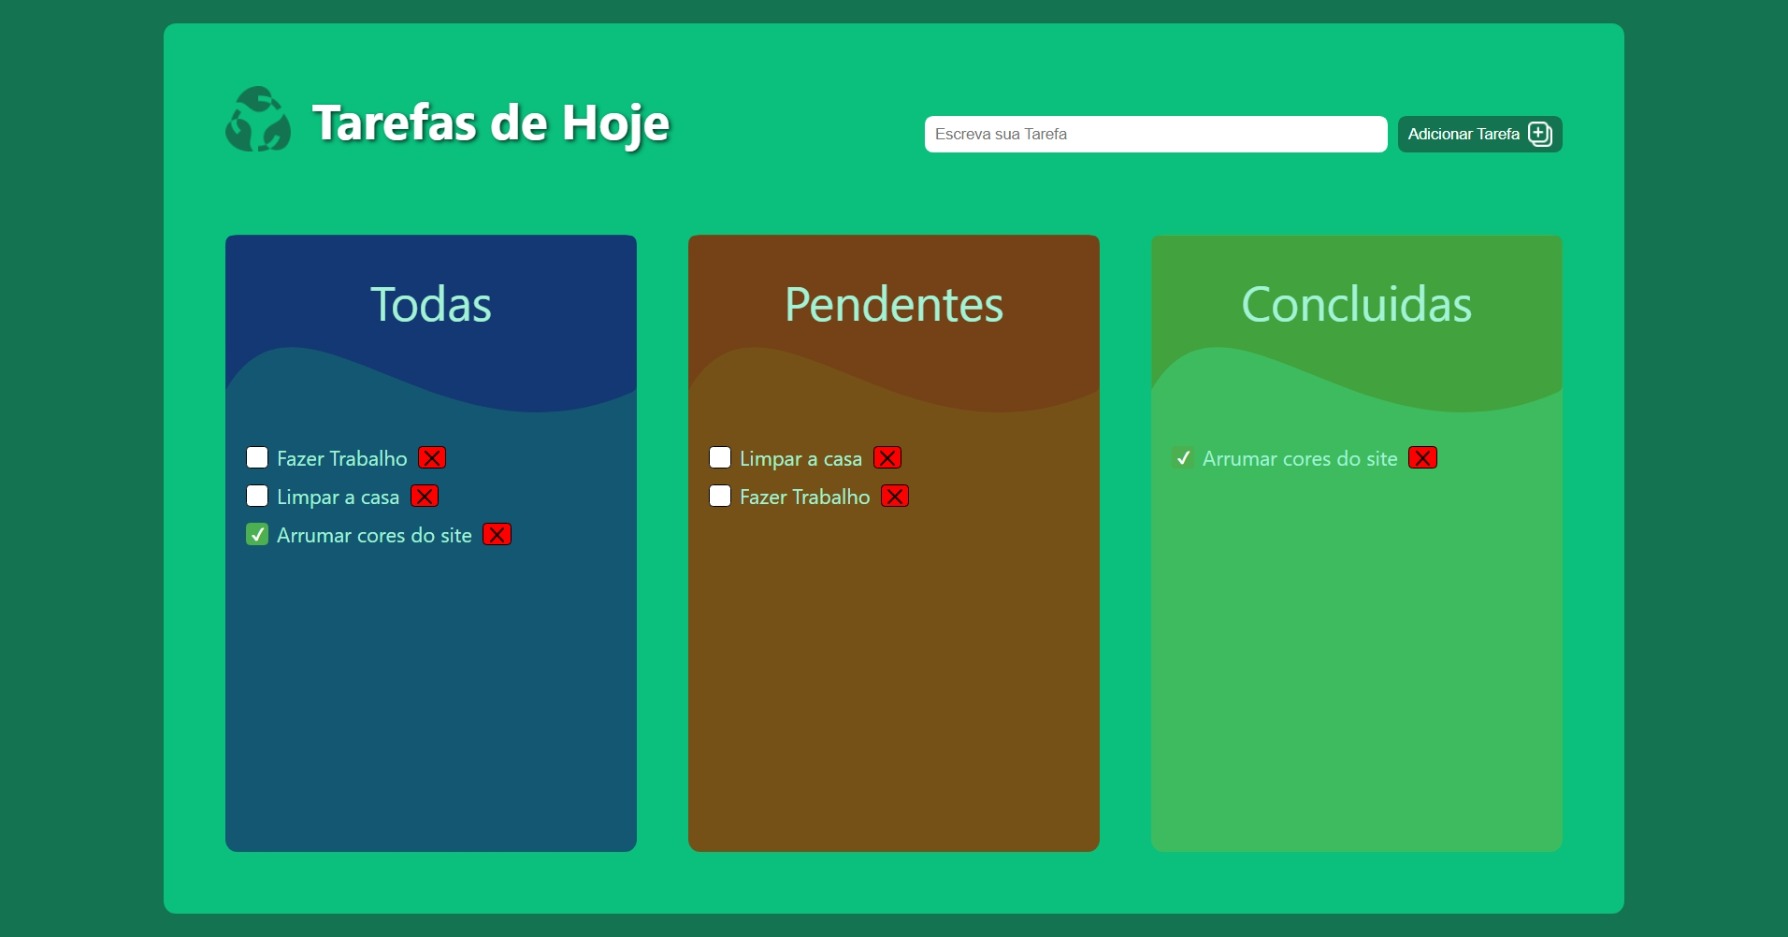 Tarefas de Hoje
Escreva sua Tarefa
Adicionar Tarefa
Todas
Fazer Trabalho
Limpar a casa
Arrumar cores do site
Pendentes
Limpar a casa
Fazer Trabalho
Concluidas
Arrumar cores do site